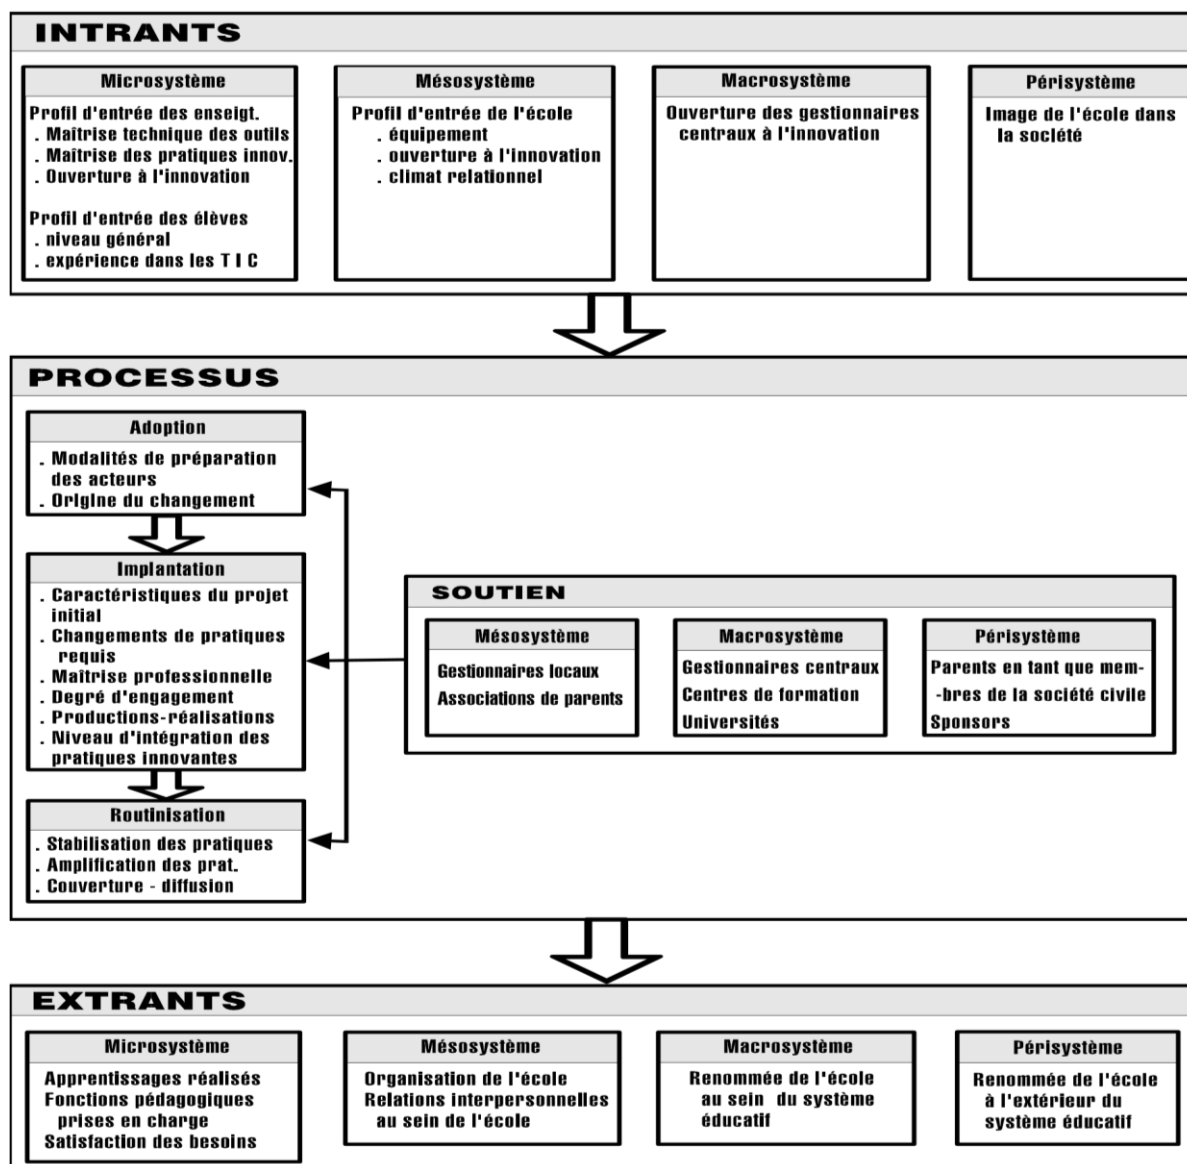 INTRANTS
Microsystème
Profil d'entrée des enseigt.
. Maîtrise technique des outils
. Maîtrise des pratiques innov.
. Ouverture à l'innovation
Profil d'entrée des élèves
. niveau général
. expérience dans les T I C
Mésosystème
Profil d'entrée de l'école
. équipement
. ouverture à l'innovation
. climat relationnel
Macrosystème
Ouverture des gestionnaires
centraux à l'innovation
Périsystème
Image de l'école dans
la société
PROCESSUS
Adoption
. Modalités de préparation
des acteurs
. Origine du changement
Implantation
. Caractéristiques du projet
initial
. Changements de pratiques
requis
. Maîtrise professionnelle
. Degré d'engagement
. Productions-réalisations
. Niveau d'intégration des
pratiques innovantes
Routinisation
. Stabilisation des pratiques
. Amplification des prat.
. Couverture - diffusion
SOUTIEN
Mésosystème
Gestionnaires locaux
Associations de parents
Macrosystème
Gestionnaires centraux
Centres de formation
Universités
Périsystème
Parents en tant que mem-
-bres de la société civile
Sponsors
EXTRANTS
Microsystème
Apprentissages réalisés
Fonctions pédagogiques
prises en charge
Satisfaction des besoins
Mésosystème
Organisation de l'école
Relations interpersonnelles
au sein de l'école
Macrosystème
Renommée de l'école
au sein du système
éducatif
Périsystème
Renommée de l'école
à l'extérieur du
système éducatif